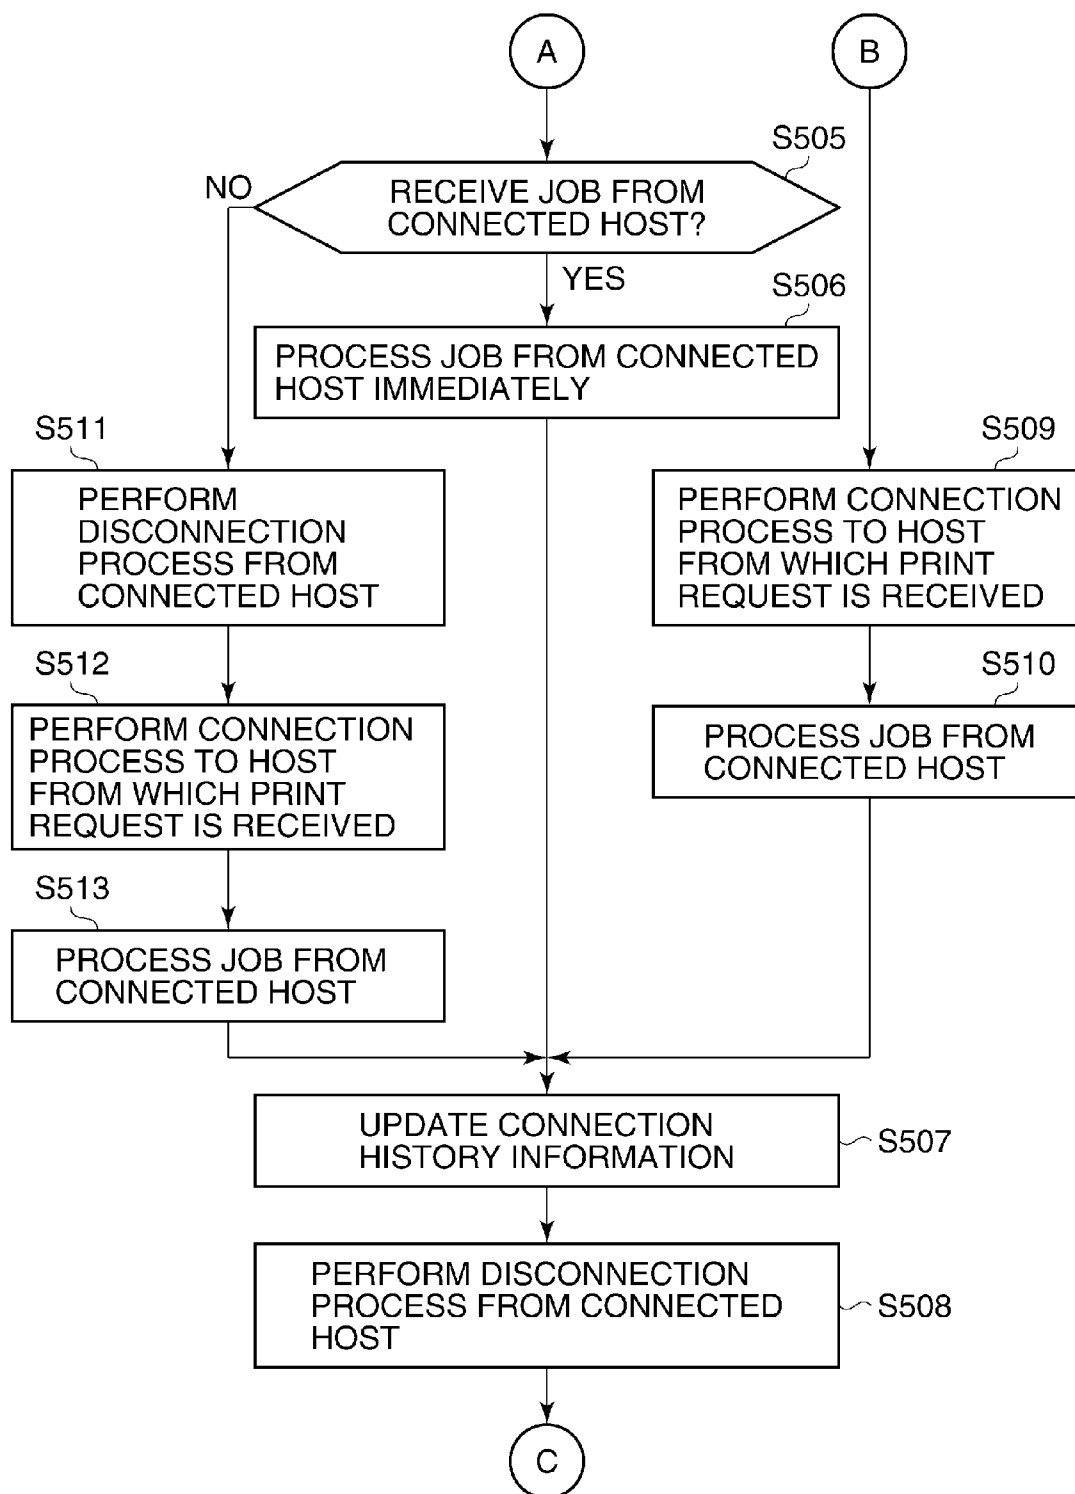 A
B
S505
NO
RECEIVE JOB FROM
CONNECTED HOST?
YES
S506
PROCESS JOB FROM CONNECTED
HOST IMMEDIATELY
S511
PERFORM
DISCONNECTION
PROCESS FROM
CONNECTED HOST
S509
PERFORM CONNECTION
PROCESS TO HOST
FROM WHICH PRINT
REQUEST IS RECEIVED
S512
PERFORM CONNECTION
PROCESS TO HOST
FROM WHICH PRINT
REQUEST IS RECEIVED
S510
PROCESS JOB FROM
CONNECTED HOST
S513
PROCESS JOB FROM
CONNECTED HOST
UPDATE CONNECTION
HISTORY INFORMATION
S507
PERFORM DISCONNECTION
PROCESS FROM CONNECTED
HOST
S508
C